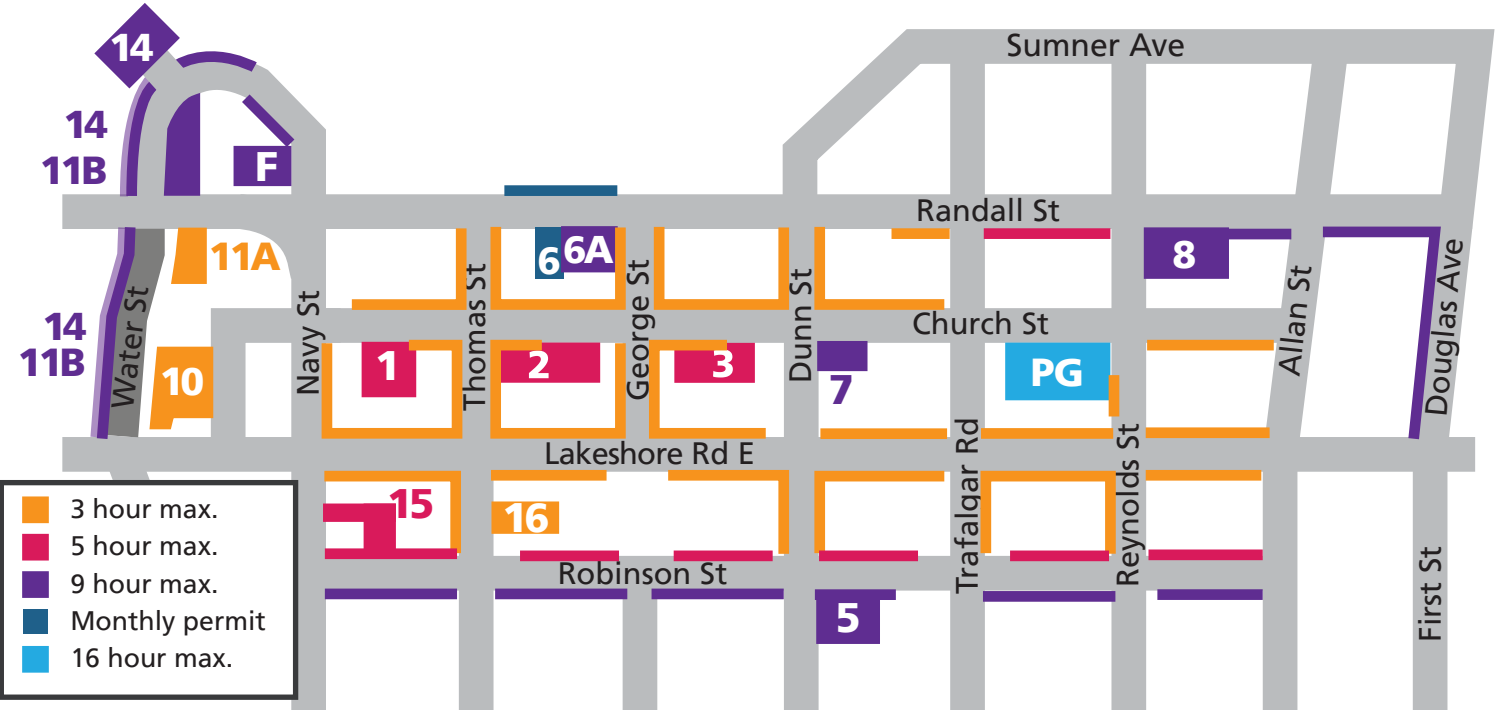 14
Sumner Ave
14
11B
F
Randall St
11A
6
6A
8
Navy St
Thomas St
George St
Dunn St
Church St
Allan St
Douglas Ave
14
11B
Water St
10
1
2
3
7
PG
Lakeshore Rd E
Trafalgar Rd
Reynolds St
15
16
Robinson St
5
First St
3 hour max.
5 hour max.
9 hour max.
Monthly permit
16 hour max.